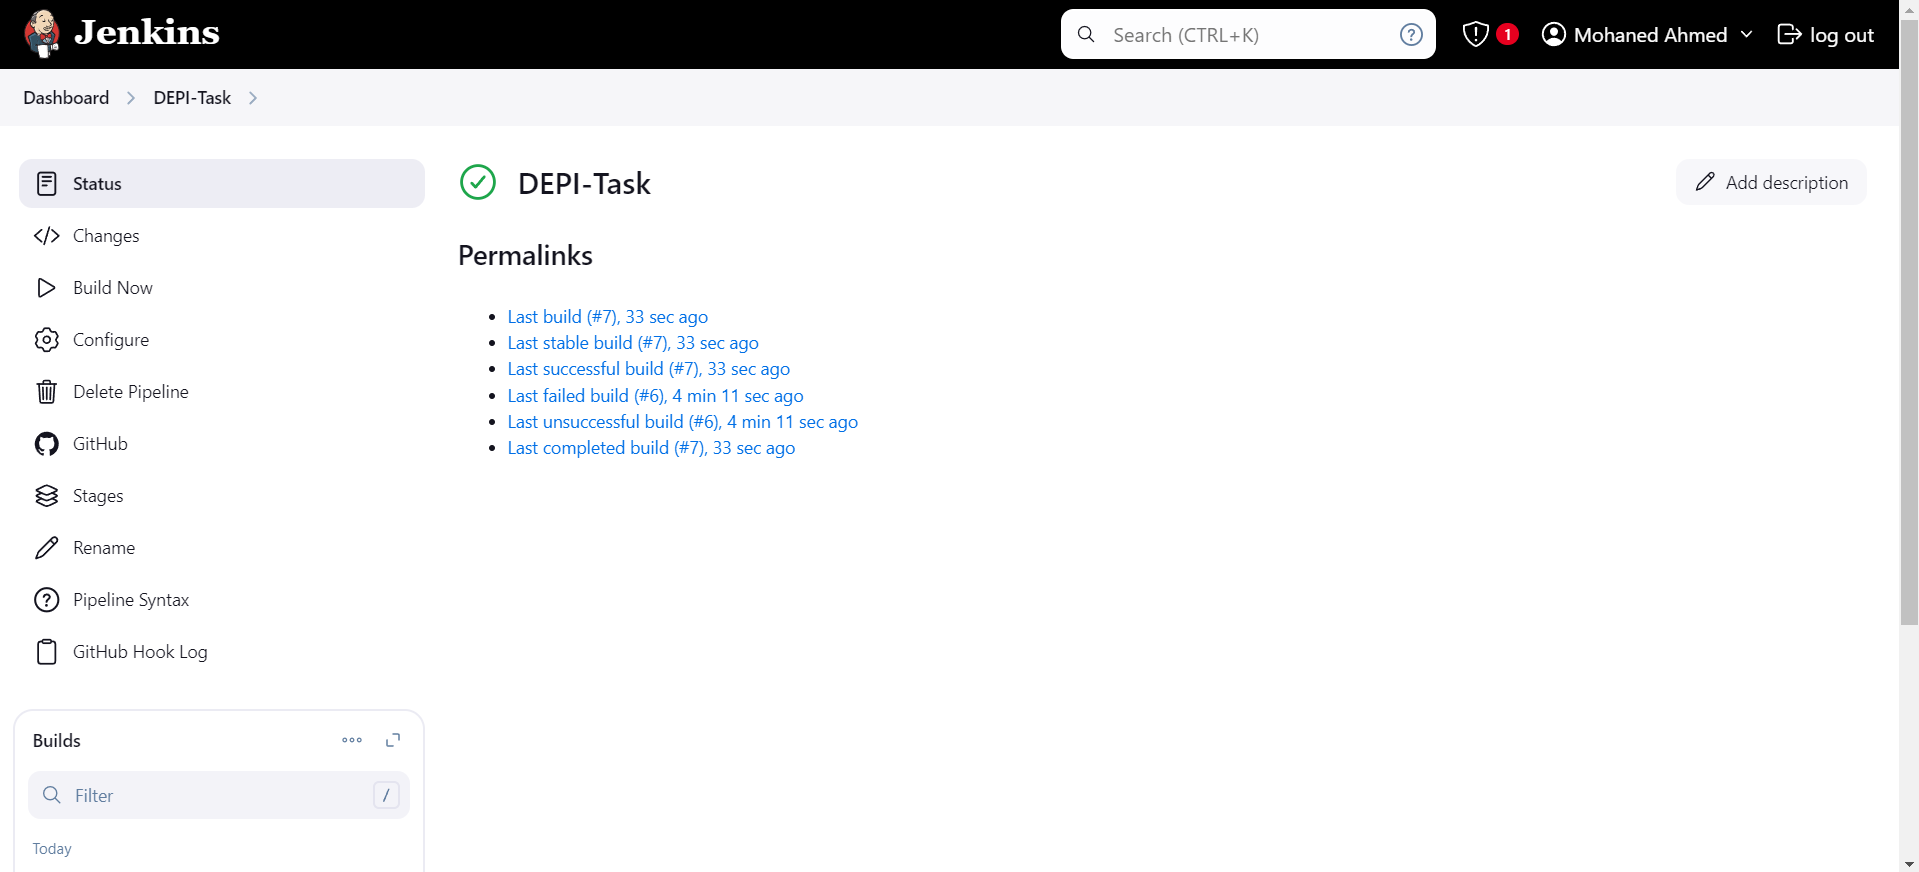 Jenkins
Search (CTRL+K)
?
1
Mohaned Ahmed
log out
Dashboard
DEPI-Task
Status
Changes
Build Now
Configure
Delete Pipeline
GitHub
Stages
Rename
Pipeline Syntax
GitHub Hook Log
Builds
Filter
/
Today
DEPI-Task
Add description
Permalinks
Last build (#7), 33 sec ago
Last stable build (#7), 33 sec ago
Last successful build (#7), 33 sec ago
Last failed build (#6), 4 min 11 sec ago
Last unsuccessful build (#6), 4 min 11 sec ago
Last completed build (#7), 33 sec ago